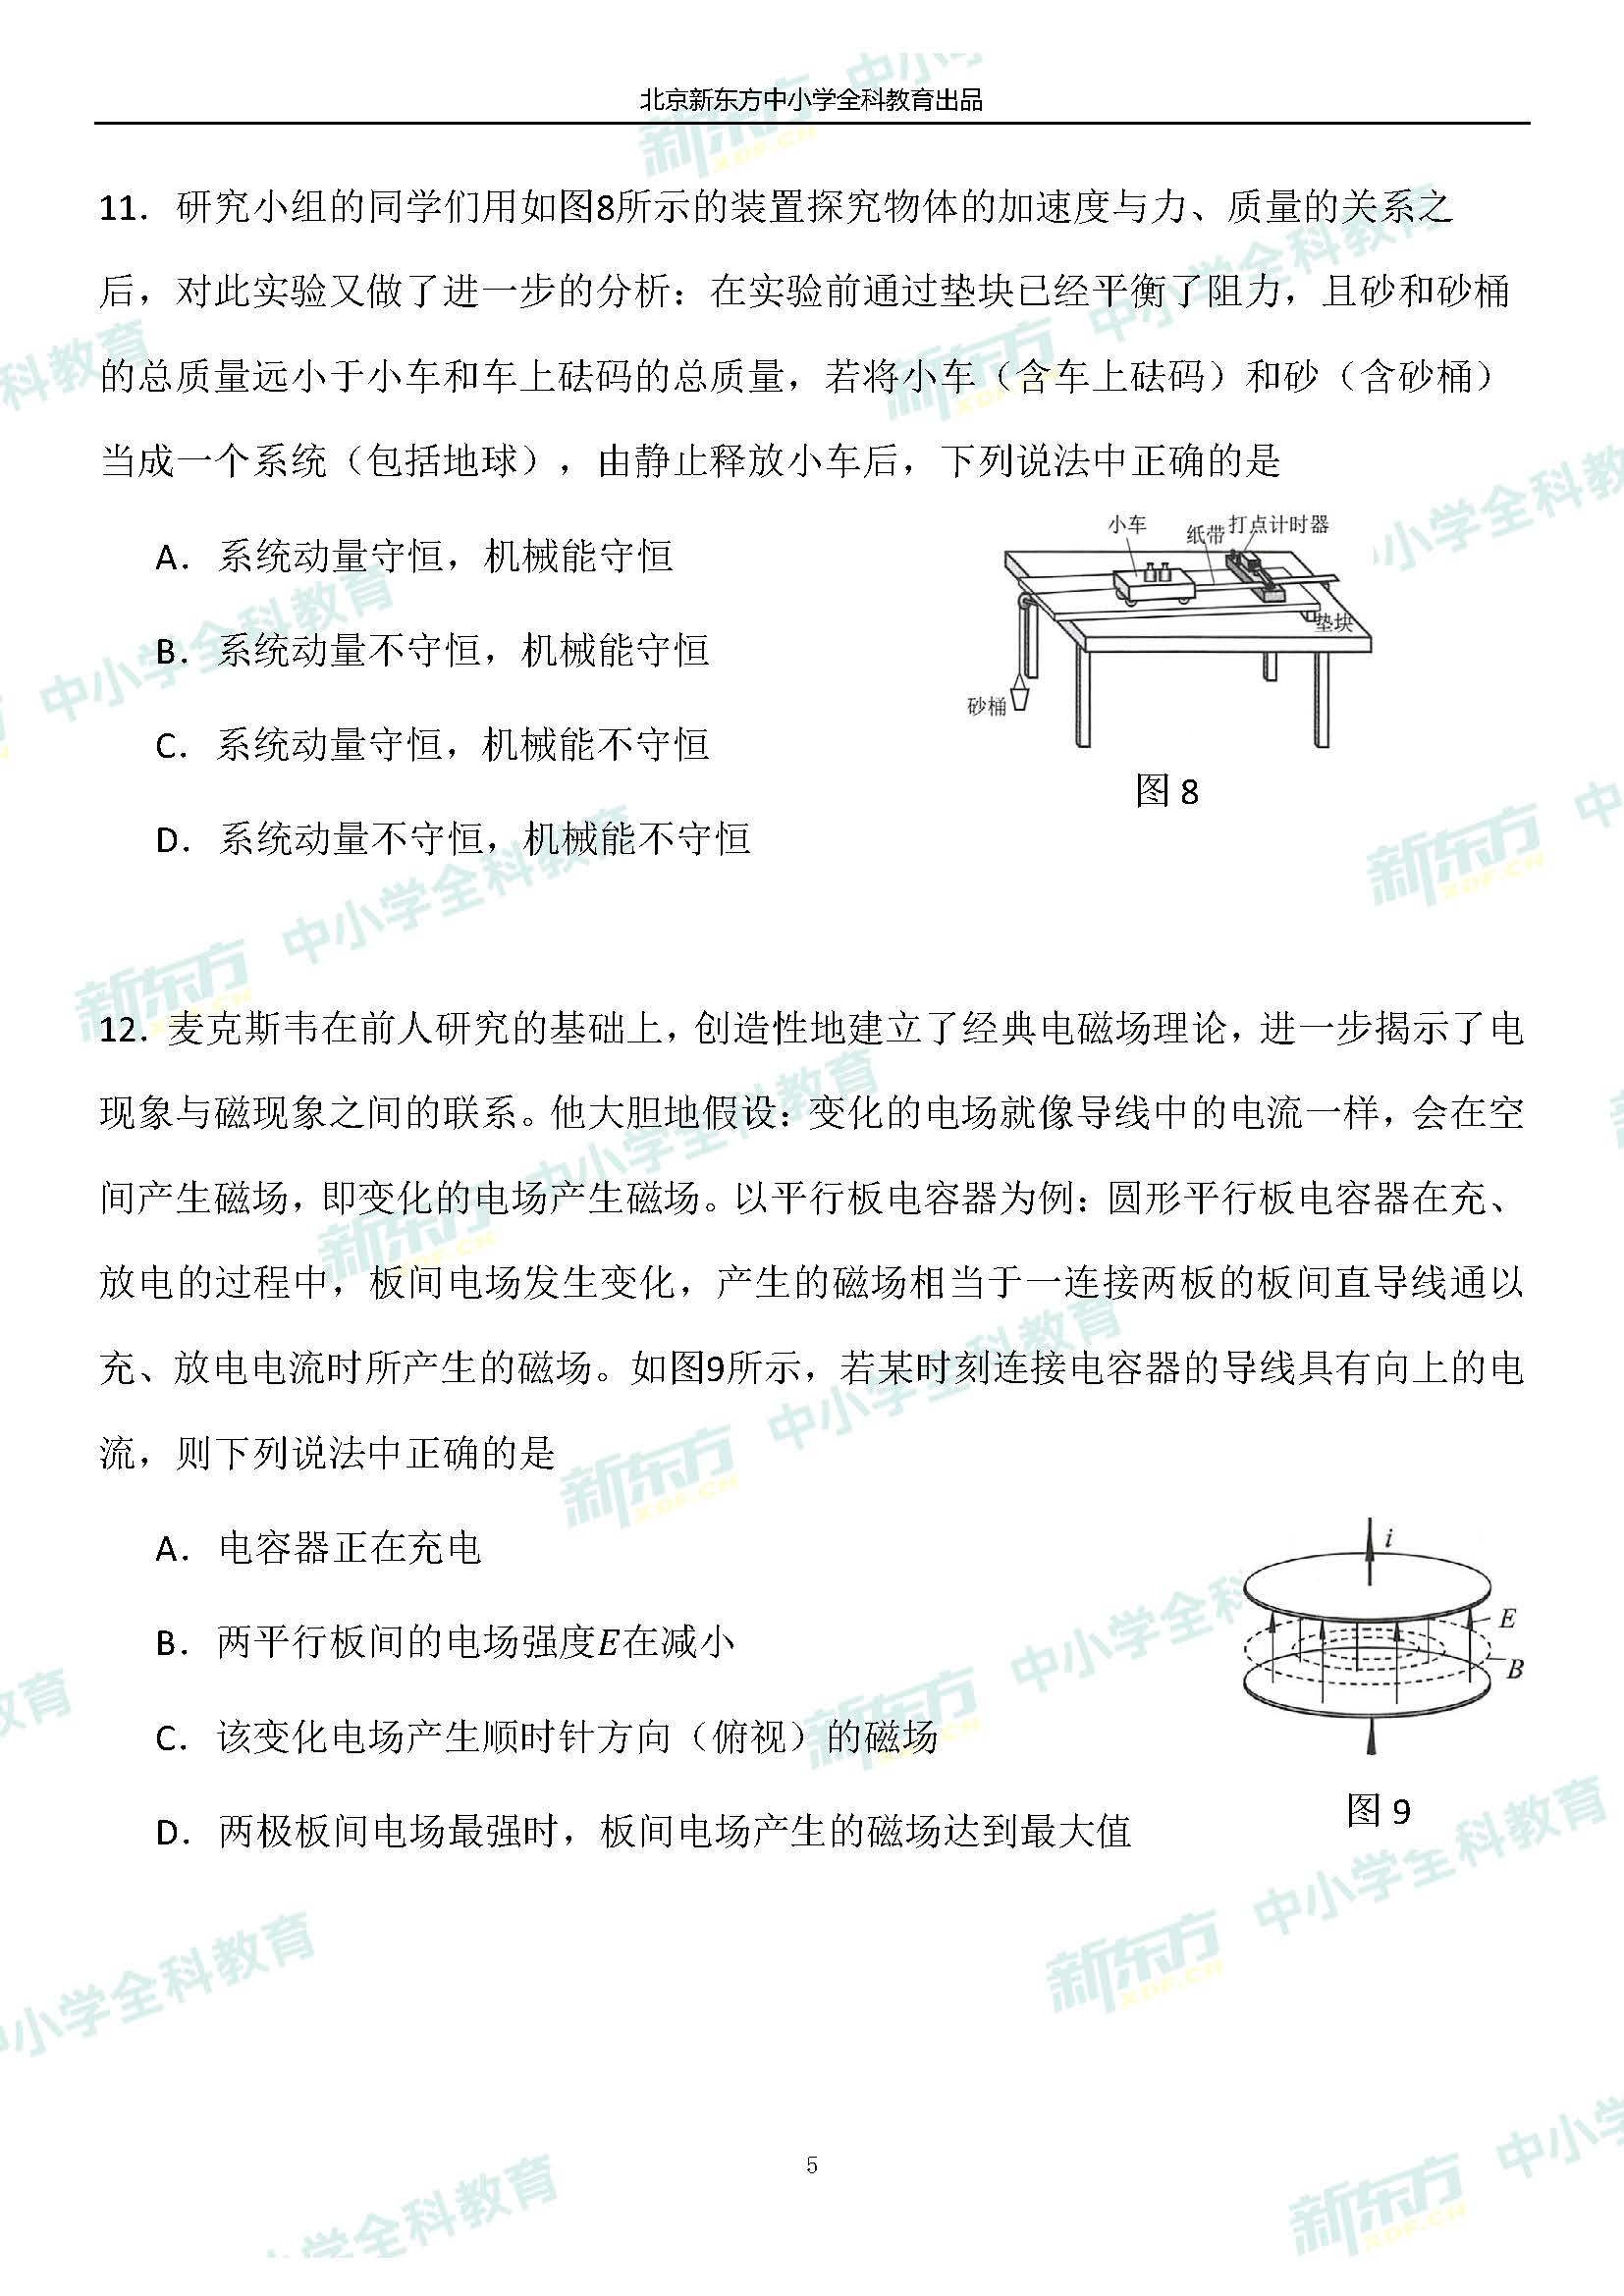 北京新东方中小学全科教育出品
11. 研究小组的同学们用如图8所示的装置探究物体的加速度与力、质量的关系之
后，对此实验又做了进一步的分析：在实验前通过垫块已经平衡了阻力，且砂和砂桶
的总质量远小于小车和车上砝码的总质量，若将小车（含车上砝码）和砂（含砂桶）
当成一个系统（包括地球），由静止释放小车后，下列说法中正确的是
A. 系统动量守恒，机械能守恒
B. 系统动量不守恒，机械能守恒
C. 系统动量守恒，机械能不守恒
D. 系统动量不守恒，机械能不守恒
小车
纸带
打点计时器
垫块
砂桶
图 8
12. 麦克斯韦在前人研究的基础上，创造性地建立了经典电磁场理论，进一步揭示了电
现象与磁现象之间的联系。他大胆地假设：变化的电场就像导线中的电流一样，会在空
间产生磁场，即变化的电场产生磁场。以平行板电容器为例：圆形平行板电容器在充、
放电的过程中，板间电场发生变化，产生的磁场相当于一连接两板的板间直导线通以
充、放电电流时所产生的磁场。如图9所示，若某时刻连接电容器的导线具有向上的电
流，则下列说法中正确的是
A. 电容器正在充电
B. 两平行板间的电场强度E在减小
C. 该变化电场产生顺时针方向（俯视）的磁场
D. 两极板间电场最强时，板间电场产生的磁场达到最大值
i
E
B
图 9
5
新东方 XDF.CN 中小学全科教育